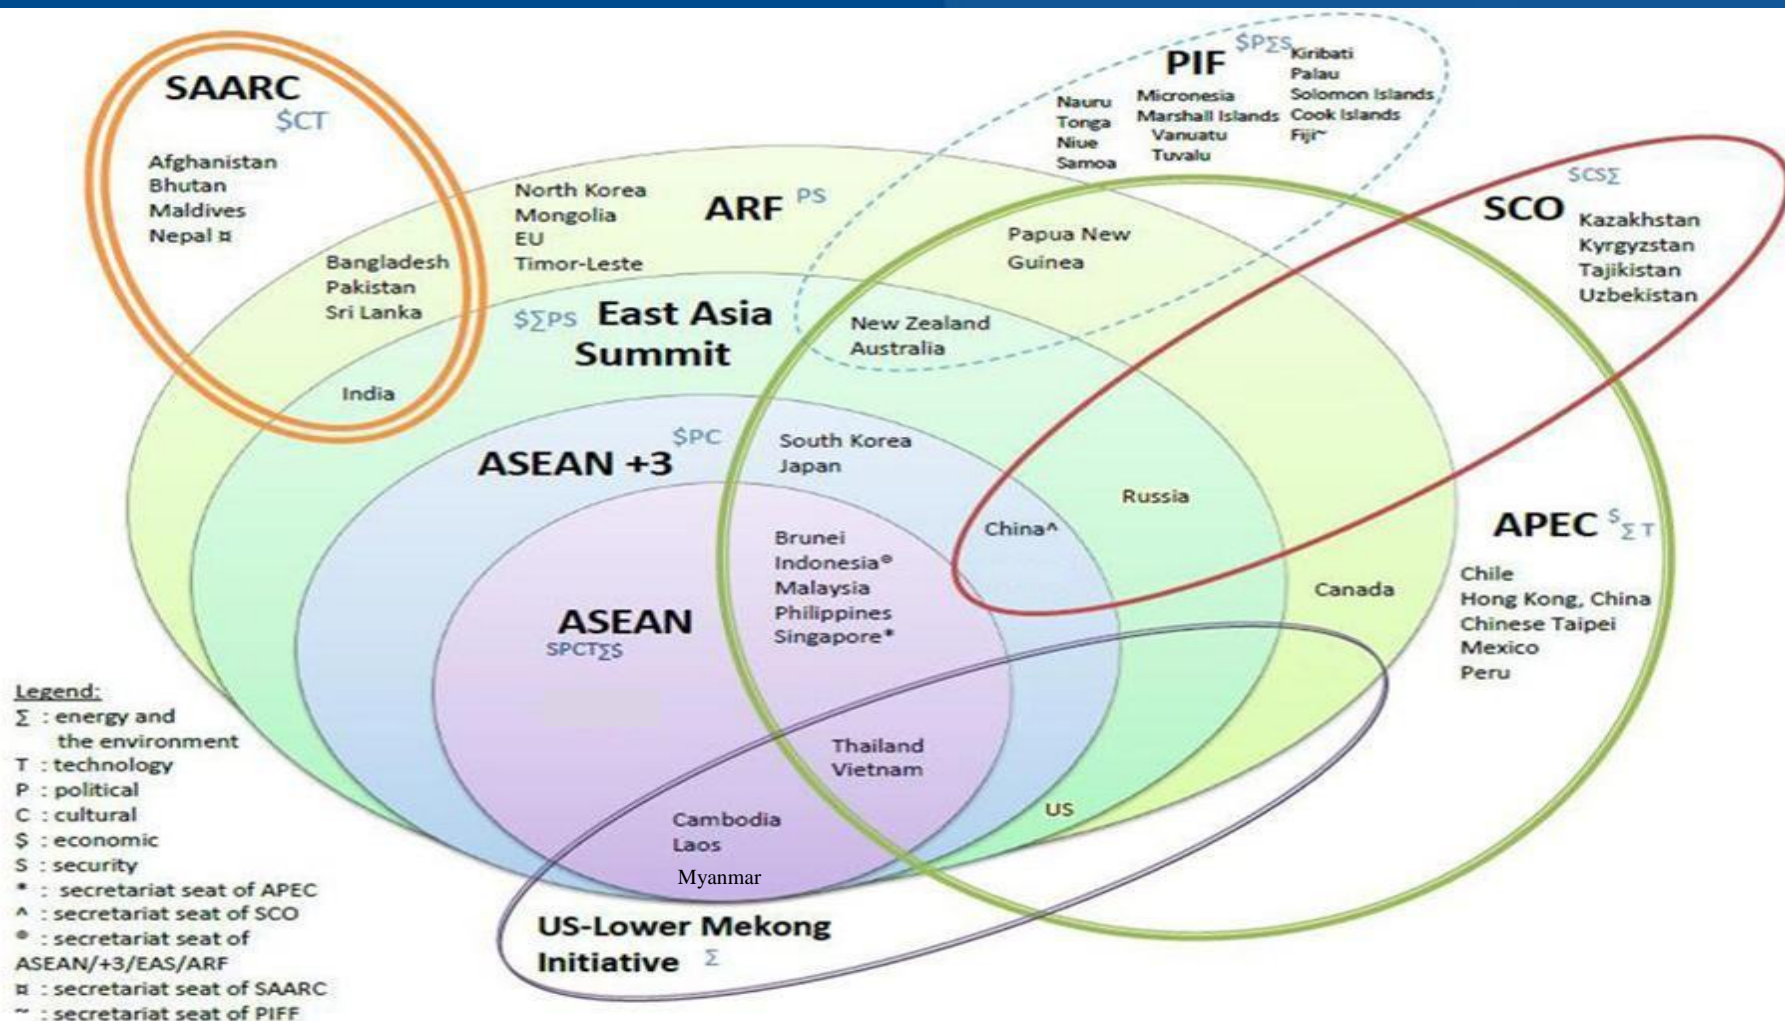 SAARC
$CT
Afghanistan
Bhutan
Maldives
Nepal ¤
Bangladesh
Pakistan
Sri Lanka
India
North Korea
Mongolia
EU
Timor-Leste
ARF PS
PIF $P∑S
Nauru
Tonga
Niue
Samoa
Micronesia
Marshall Islands
Vanuatu
Tuvalu
Kiribati
Palau
Solomon Islands
Cook Islands
Fiji~
Papua New
Guinea
$∑PS East Asia
Summit
New Zealand
Australia
SCO
$CS∑
Kazakhstan
Kyrgyzstan
Tajikistan
Uzbekistan
ASEAN +3 $PC
South Korea
Japan
China^
Russia
Canada
APEC $∑ T
Chile
Hong Kong, China
Chinese Taipei
Mexico
Peru
ASEAN
SPCT∑$
Brunei
Indonesia®
Malaysia
Philippines
Singapore*
Thailand
Vietnam
Cambodia
Laos
Myanmar
US
US-Lower Mekong
Initiative ∑
Legend:
∑ : energy and
the environment
T : technology
P : political
C : cultural
$ : economic
S : security
* : secretariat seat of APEC
^ : secretariat seat of SCO
® : secretariat seat of
ASEAN/+3/EAS/ARF
¤ : secretariat seat of SAARC
~ : secretariat seat of PIFF